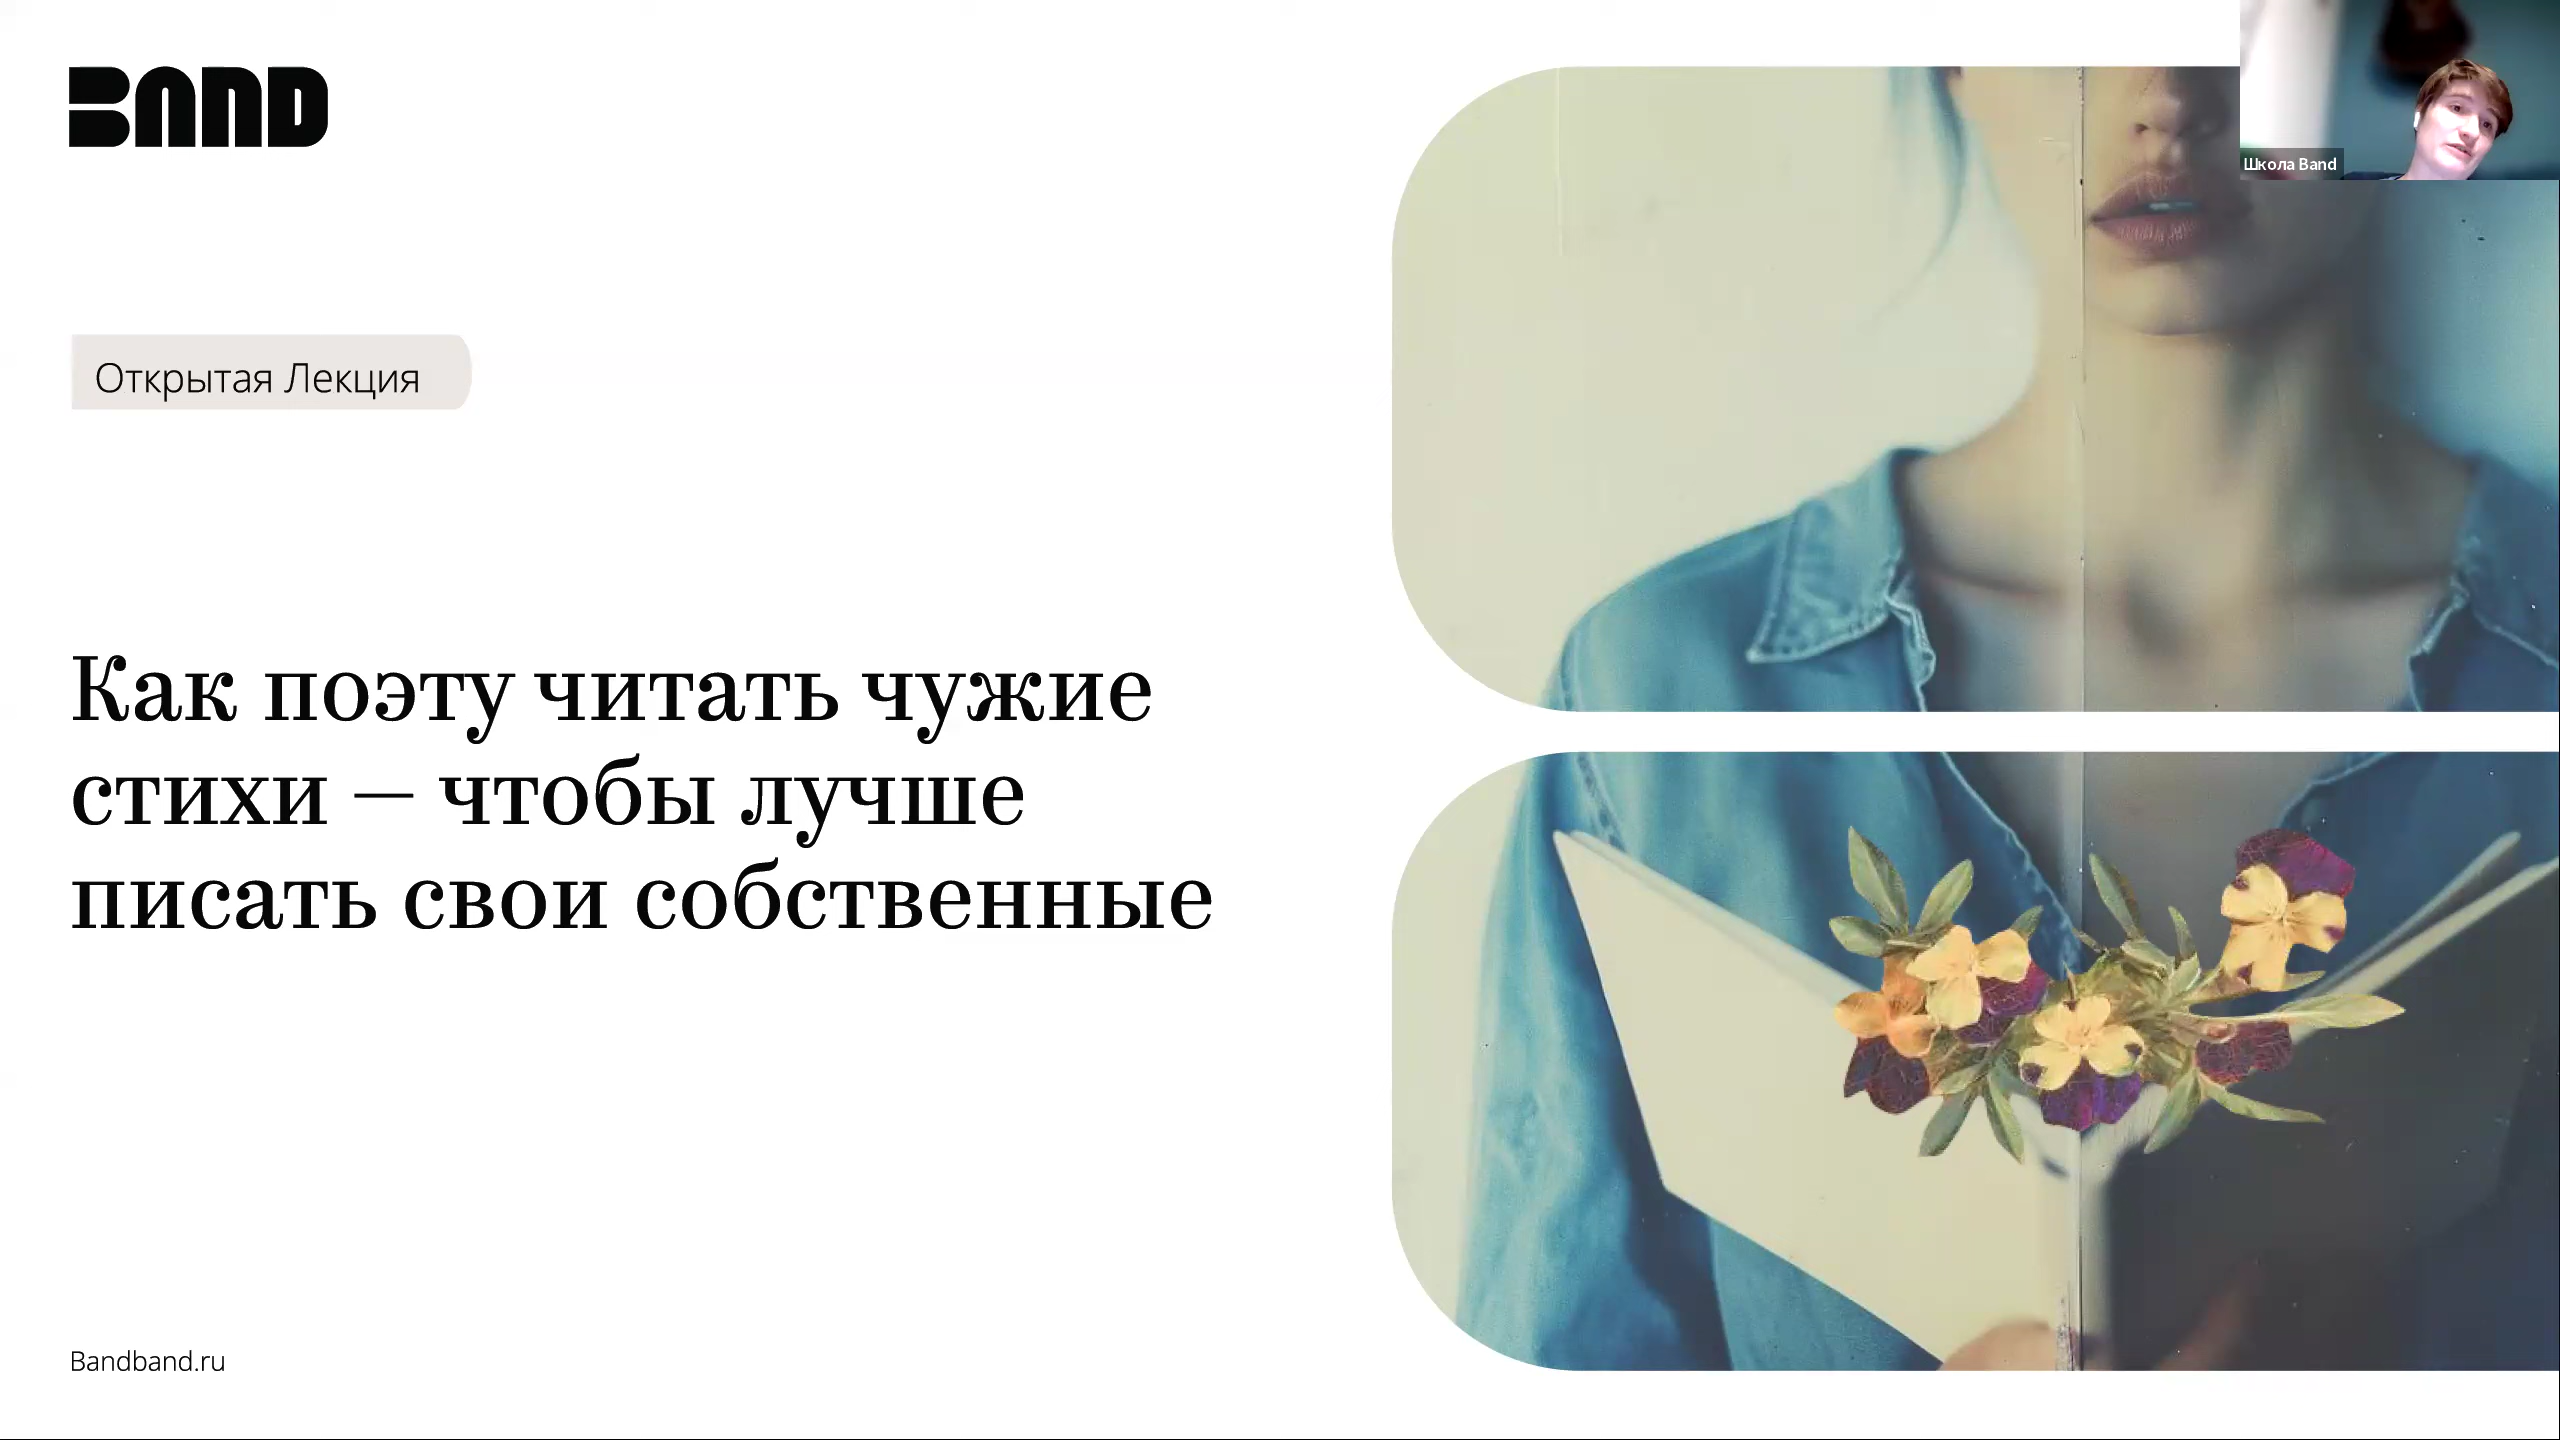 BAND
Школа Band
Открытая Лекция
Как поэту читать чужие
стихи — чтобы лучше
писать свои собственные
Bandband.ru